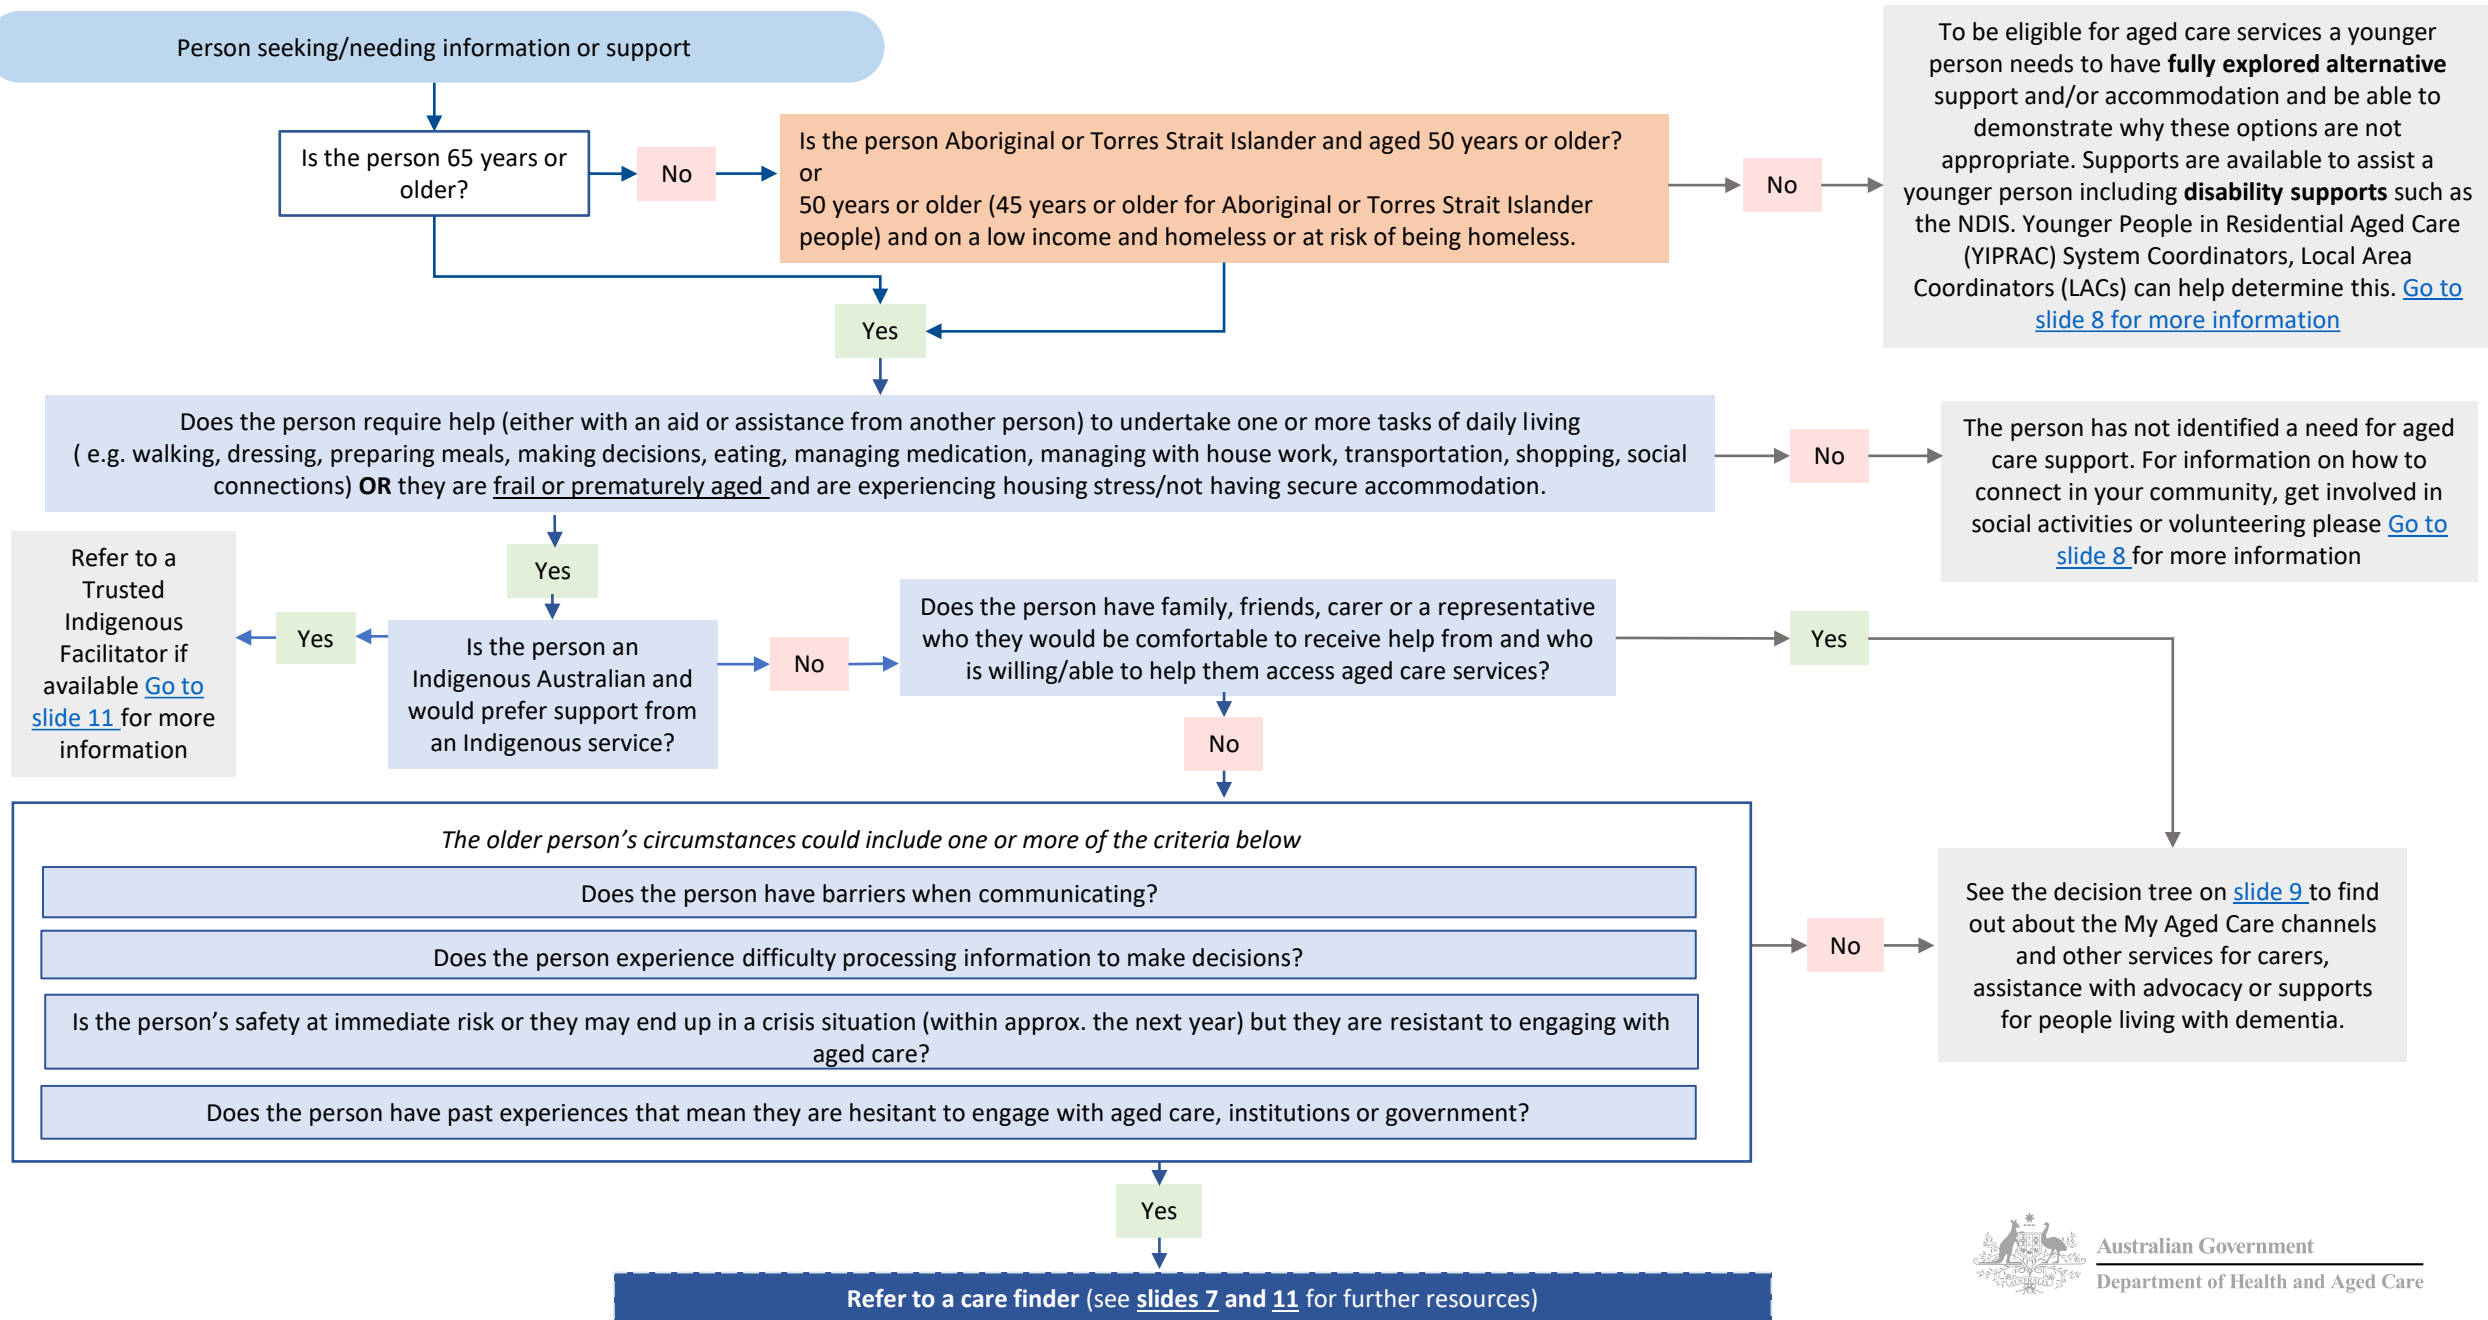 Person seeking/needing information or support
Is the person 65 years or
older?
No
Is the person Aboriginal or Torres Strait Islander and aged 50 years or older?
or
50 years or older (45 years or older for Aboriginal or Torres Strait Islander
people) and on a low income and homeless or at risk of being homeless.
No
To be eligible for aged care services a younger
person needs to have fully explored alternative
support and/or accommodation and be able to
demonstrate why these options are not
appropriate. Supports are available to assist a
younger person including disability supports such as
the NDIS. Younger People in Residential Aged Care
(YIPRAC) System Coordinators, Local Area
Coordinators (LACs) can help determine this. Go to
slide 8 for more information
Yes
Does the person require help (either with an aid or assistance from another person) to undertake one or more tasks of daily living
( e.g. walking, dressing, preparing meals, making decisions, eating, managing medication, managing with house work, transportation, shopping, social
connections) OR they are frail or prematurely aged and are experiencing housing stress/not having secure accommodation.
No
The person has not identified a need for aged
care support. For information on how to
connect in your community, get involved in
social activities or volunteering please Go to
slide 8 for more information
Yes
Is the person an
Indigenous Australian and
would prefer support from
an Indigenous service?
Yes
Refer to a
Trusted
Indigenous
Facilitator if
available Go to
slide 11 for more
information
No
Does the person have family, friends, carer or a representative
who they would be comfortable to receive help from and who
is willing/able to help them access aged care services?
Yes
No
The older person's circumstances could include one or more of the criteria below
Does the person have barriers when communicating?
Does the person experience difficulty processing information to make decisions?
Is the person's safety at immediate risk or they may end up in a crisis situation (within approx. the next year) but they are resistant to engaging with
aged care?
Does the person have past experiences that mean they are hesitant to engage with aged care, institutions or government?
No
See the decision tree on slide 9 to find
out about the My Aged Care channels
and other services for carers,
assistance with advocacy or supports
for people living with dementia.
Yes
Refer to a care finder (see slides 7 and 11 for further resources)
AUSTRALIA
Australian Government
Department of Health and Aged Care